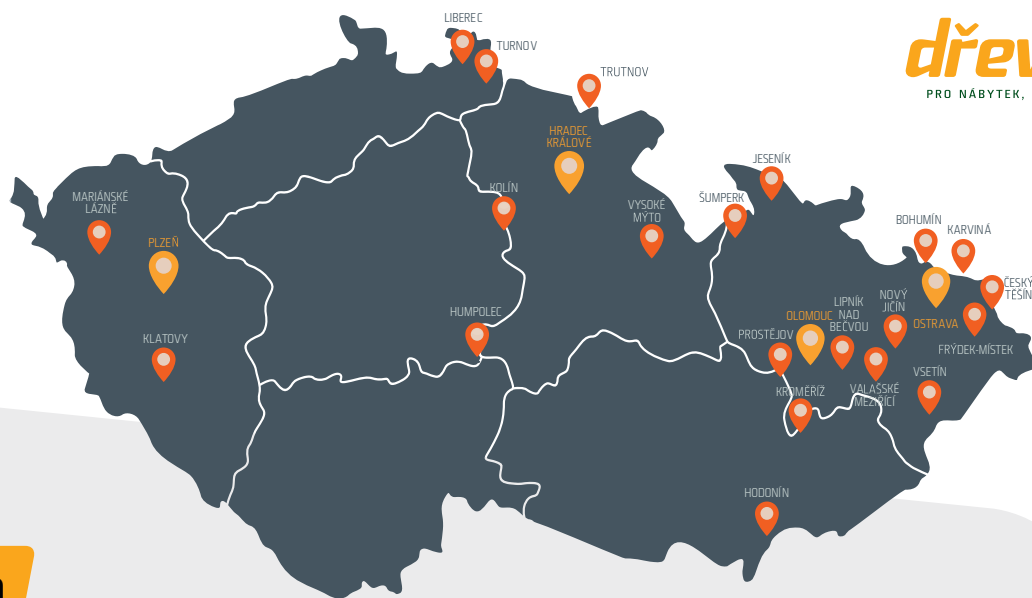 LIBEREC
TURNOV
TRUTNOV
dřev
PRO NÁBYTEK,
HRADEC
KRÁLOVÉ
JESENÍK
MARIÁNSKÉ
LÁZNĚ
KOLÍN
VYSOKÉ
MÝTO
ŠUMPERK
PLZEŇ
BOHUMÍN
KARVINÁ
ČESKÝ
TĚŠÍN
NOVÝ
JIČÍN
LIPNÍK
NAD
BEČVOU
HUMPOLEC
OLOMOUC
OSTRAVA
KLATOVY
PROSTĚJOV
FRÝDEK-MÍSTEK
VSETÍN
KROMĚŘÍŽ
VALAŠSKÉ
MEZIŘÍCÍ
HODONÍN